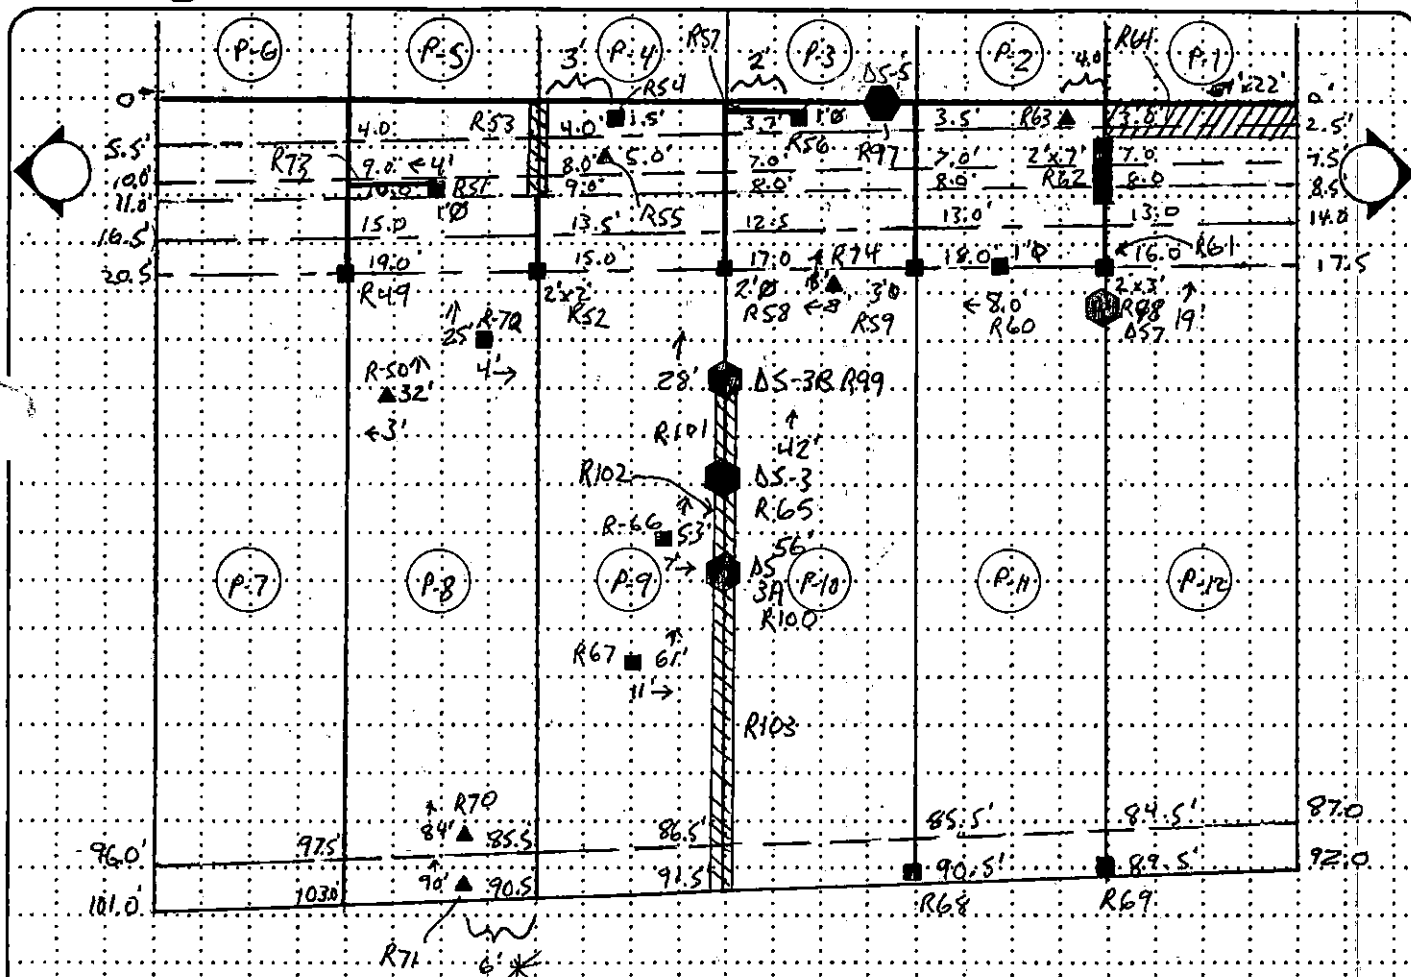 P-6 P-5 3' P-4 R57 2' P-3 P-2 4.0 R64 P-1
R54 DS-5
0' 0'
4.0' R53 4.0' 1.5' 3.7' 1'Ø 3.5' R63 3.0' 2.5'
5.5' R56 R97
R73 9.0' ←4' 8.0' 5.0' 7.0' 7.0' 2'x7' 7.0 7.5'
10.0' 10.0 R51 9.0' 8.0' 8.0' R62 8.0 8.5'
11.0' 1'Ø R55
15.0 13.5' 12.5 13.0' 13.0 14.0
16.5' R61
19.0 15.0 17.0 R74 18.0' 1'Ø 16.0' 17.5
20.5'
R49 2'x2' 2'Ø ←8' 3'Ø ←8.0' 2'x3'
R52 R58 R59 R60 R98 19'
25' R-72 DS7
4'→
R-50 28' DS-3B R99
32'
←3' R101 42'
R102 DS-3
R65
R-66 53'
7'→ 56'
P-7 P-8 P-9 DS P-10 P-11 P-12
3A
R100
R67 61'
11'→
R103
R70
84' 85.5' 86.5' 85.5' 84.5' 87.0
96.0' 97.5'
90' 90.5 91.5' 90.5' 89.5' 92.0
101.0' 103.0'
R68 R69
R71 6'